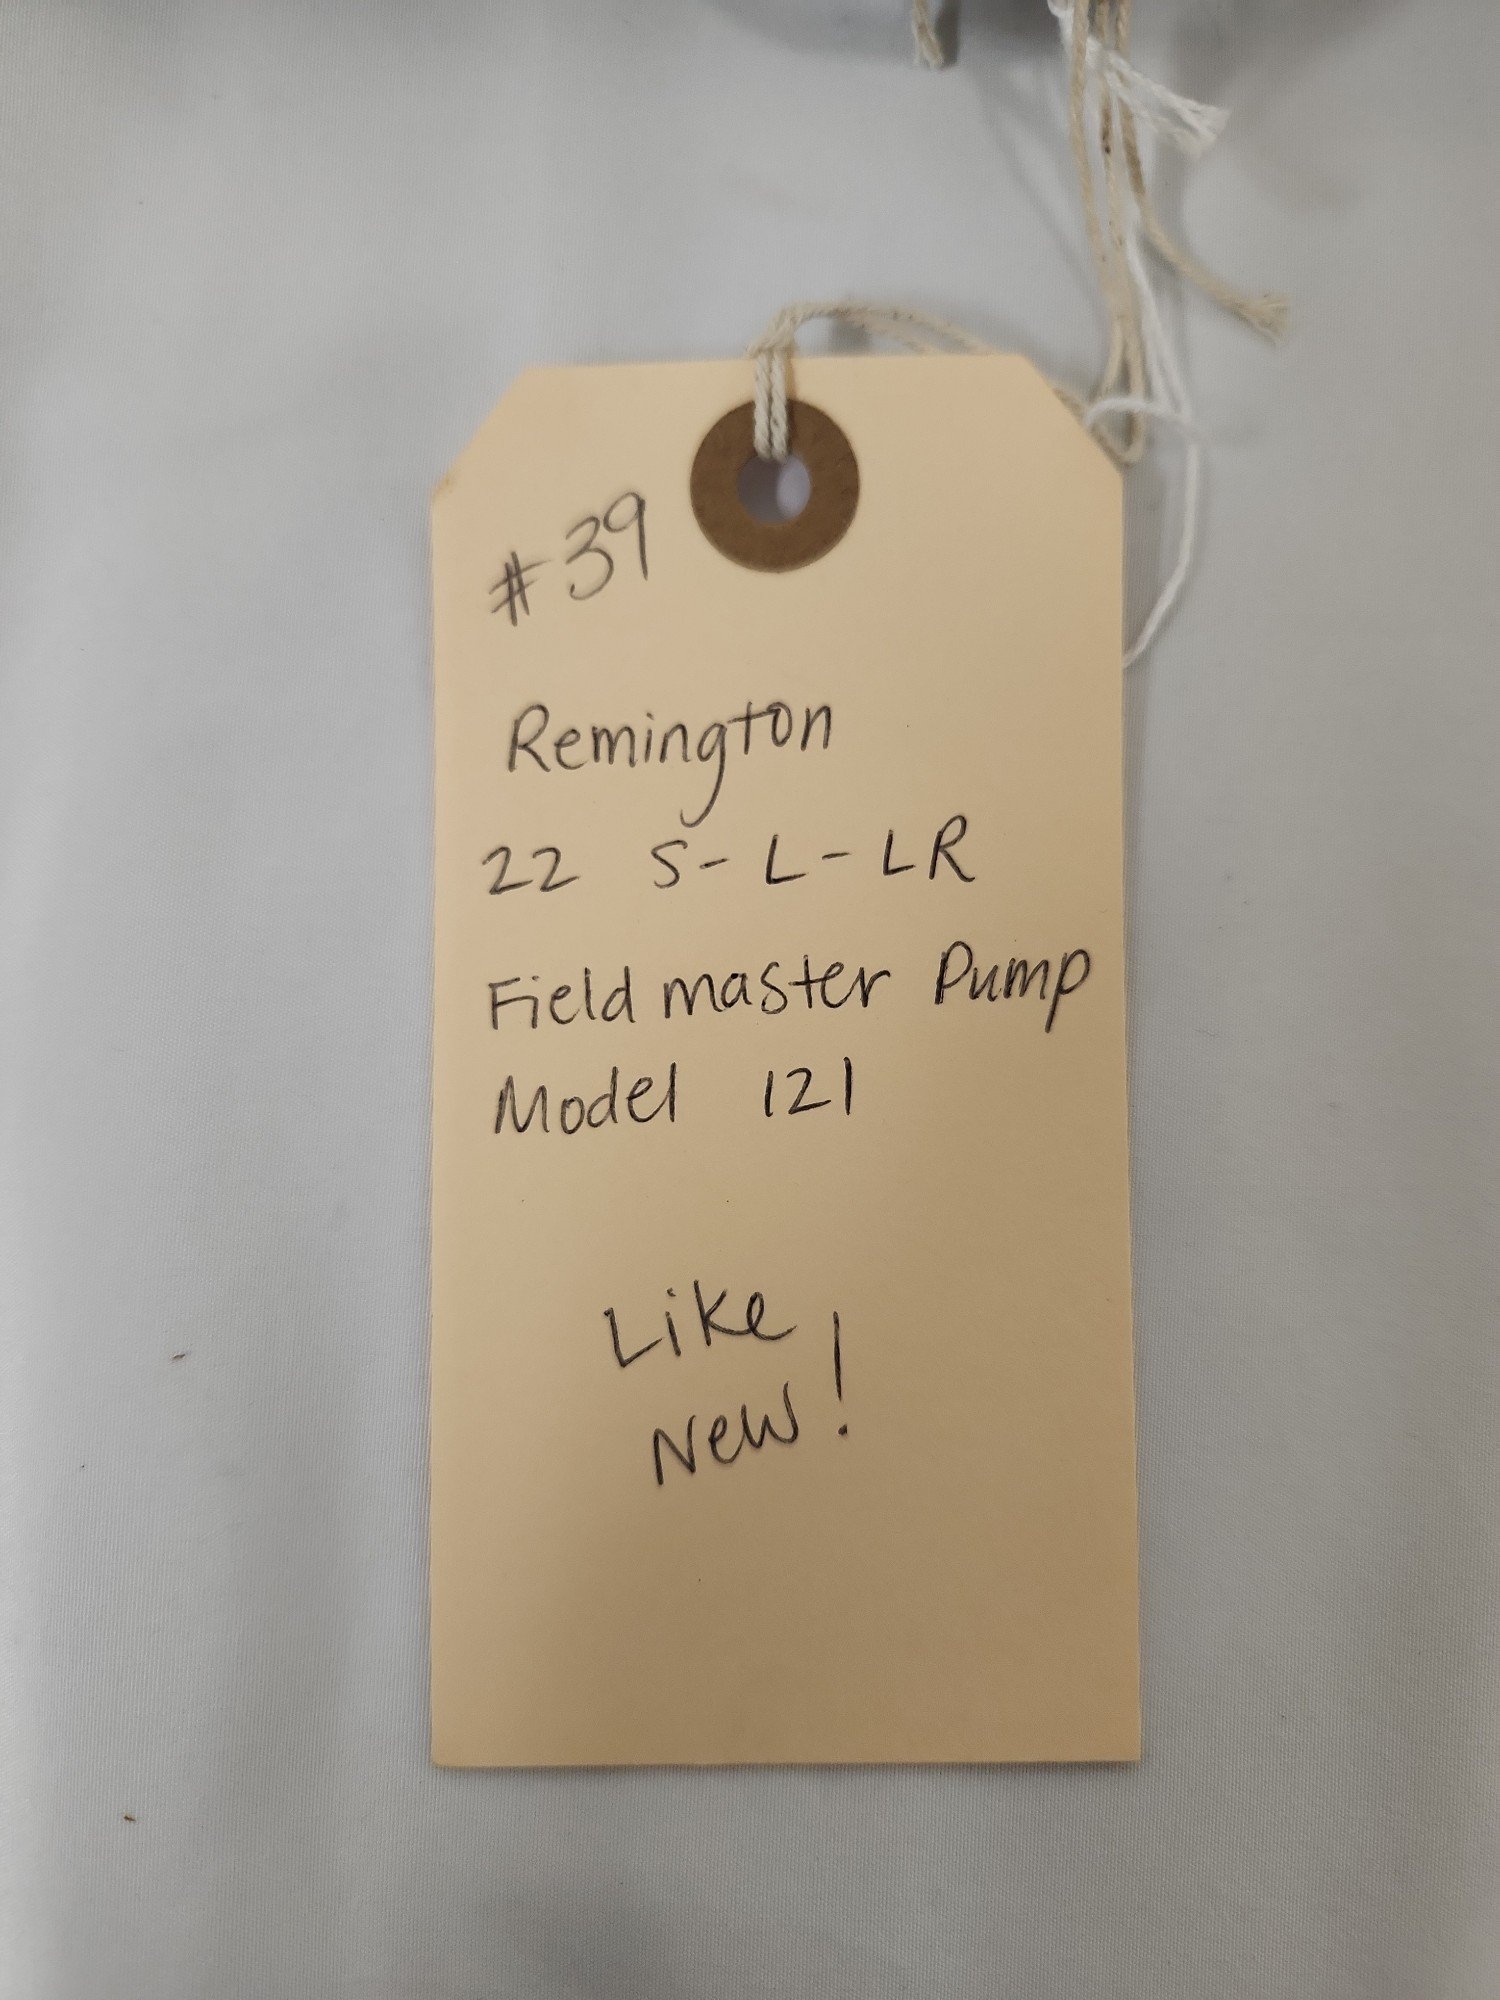 #39
Remington
22 S-L-LR
Fieldmaster Pump
Model 121
Like
New!